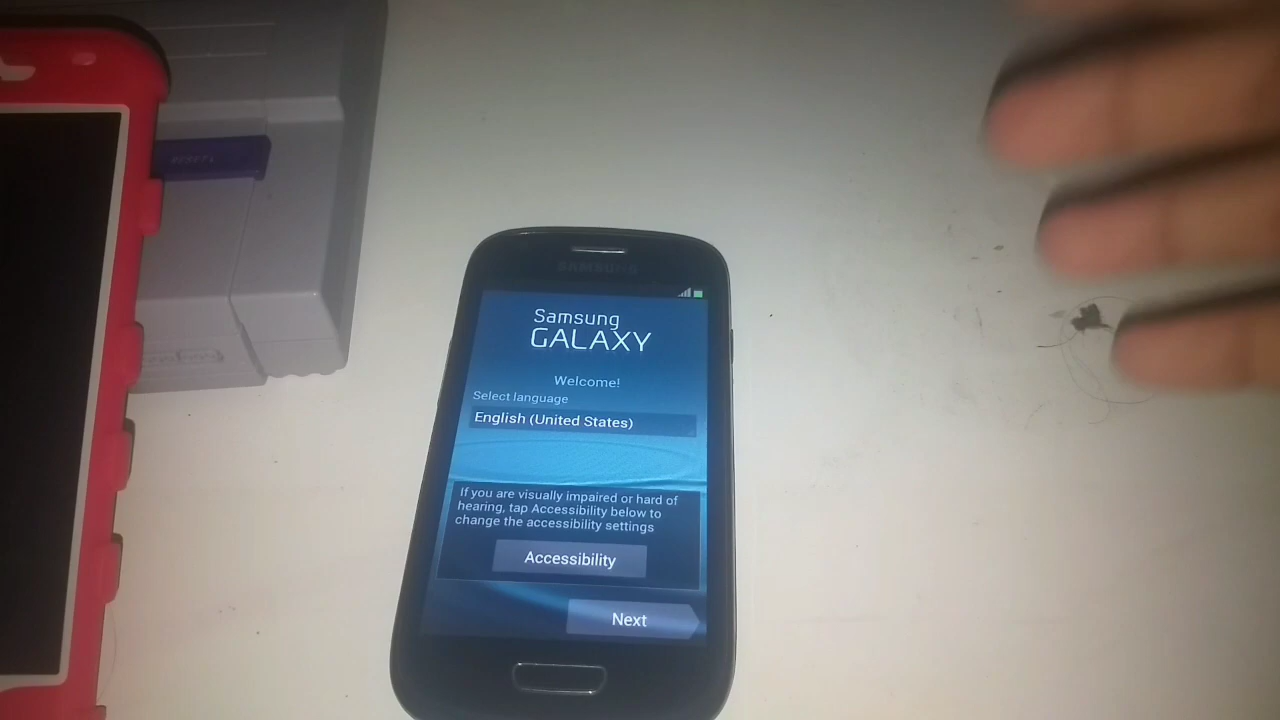 RESET
SAMSUNG
Samsung
GALAXY
Welcome!
Select language
English (United States)
If you are visually impaired or hard of
hearing, tap Accessibility below to
change the accessibility settings
Accessibility
Next